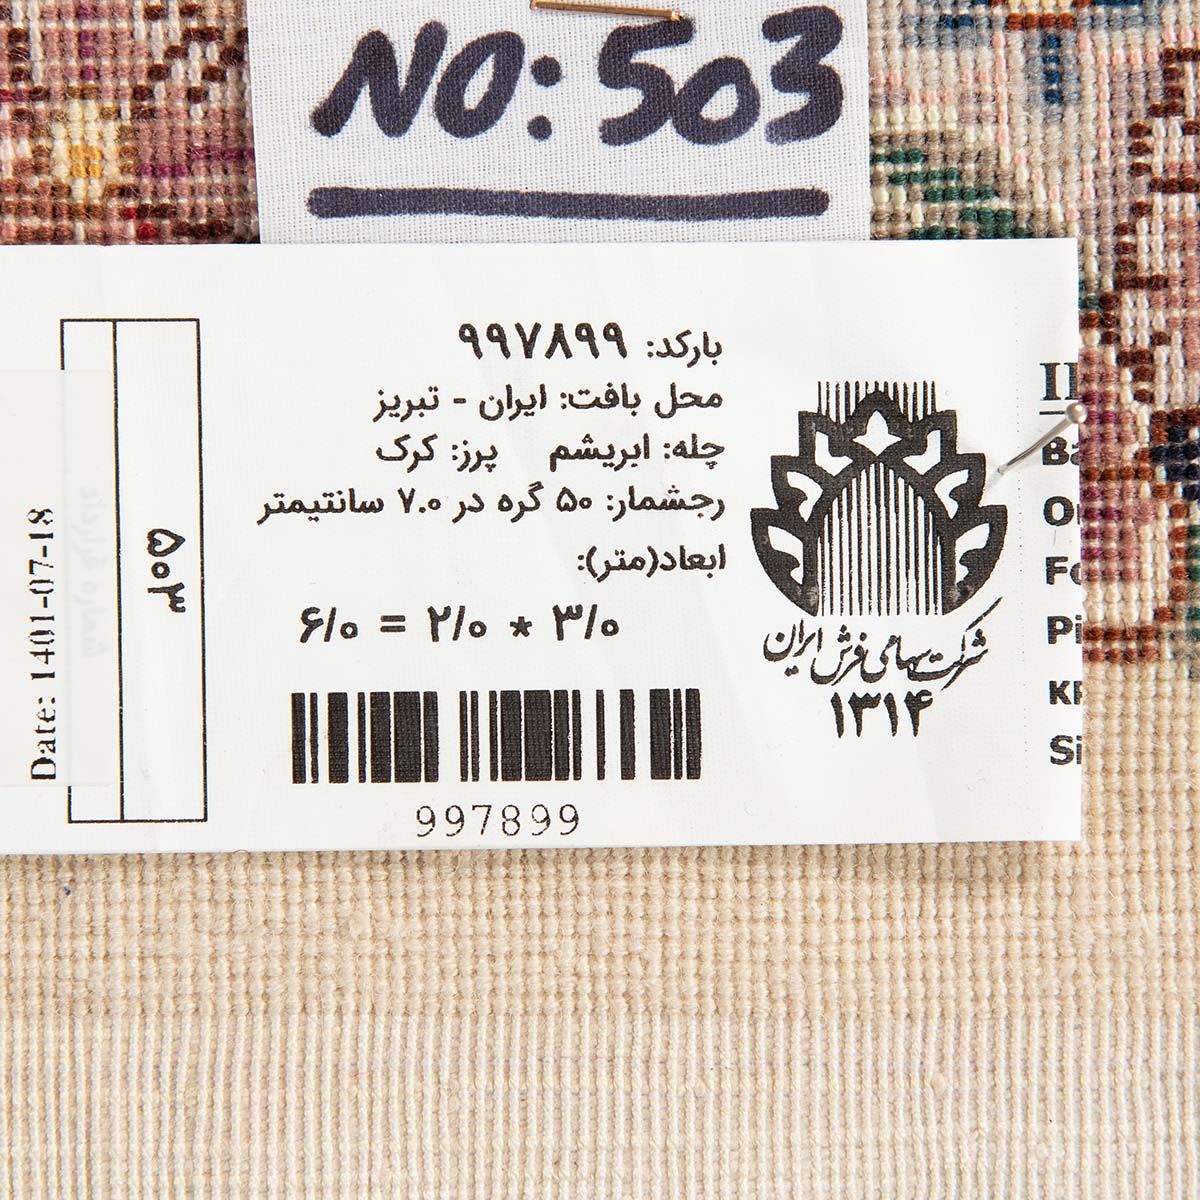 NO: 503
بارکد: ۹۹۷۸۹۹
محل بافت: ایران - تبریز
چله: ابریشم پرز: کرک
رجشمار: ۵۰ گره در ۷.۰ سانتیمتر
ابعاد(متر):
۶/۰ = ۲/۰ * ۳/۰
997899
شرکت سهامی فرش ایران
۱۳۱۴
۵۰۳
Date: 1401-07-18